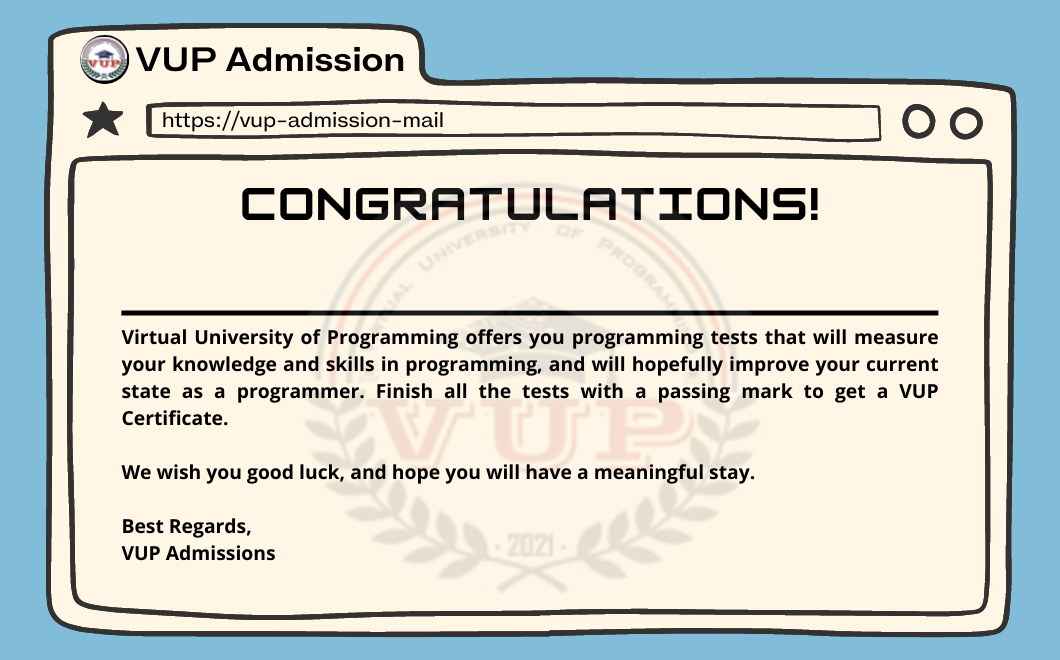 VUP
VUP Admission
https://vup-admission-mail
CONGRATULATIONS!
Virtual University of Programming
Virtual University of Programming offers you programming tests that will measure
your knowledge and skills in programming, and will hopefully improve your current
state as a programmer. Finish all the tests with a passing mark to get a VUP
Certificate.
VUP
We wish you good luck, and hope you will have a meaningful stay.
Best Regards,
VUP Admissions
· 2021 ·